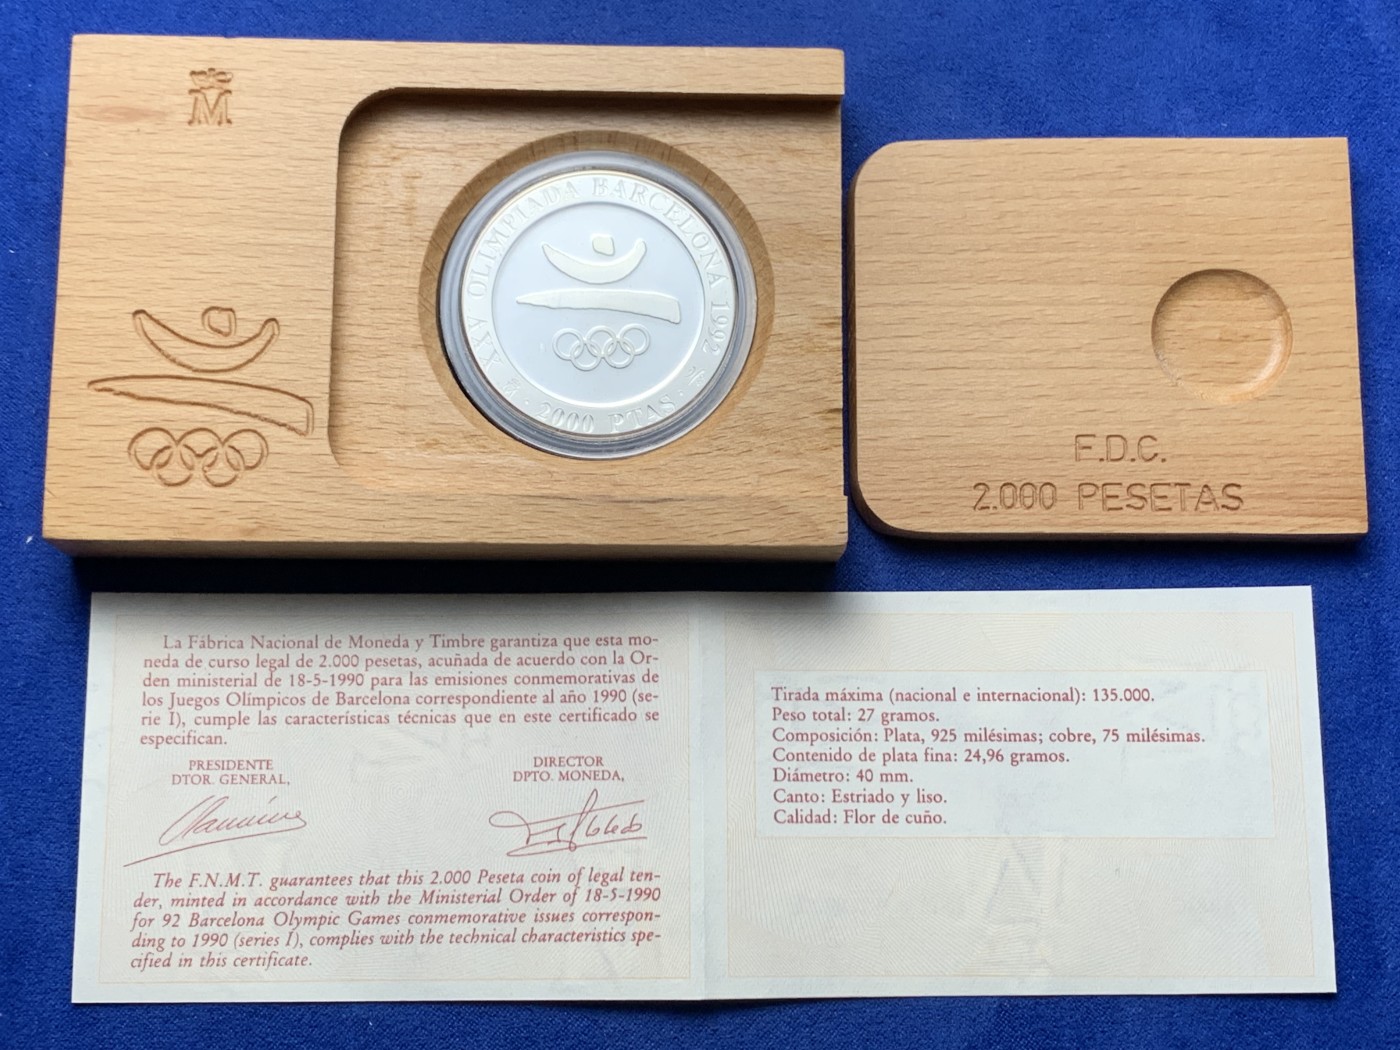 M
XXV OLIMPIADA BARCELONA 1992
· 2000 PTAS ·
F.D.C.
2.000 PESETAS
La Fábrica Nacional de Moneda y Timbre garantiza que esta mo-
neda de curso legal de 2.000 pesetas, acuñada de acuerdo con la Or-
den ministerial de 18-5-1990 para las emisiones conmemorativas de
los Juegos Olímpicos de Barcelona correspondiente al año 1990 (se-
rie I), cumple las características técnicas que en este certificado se
especifican.
PRESIDENTE
DTOR. GENERAL,
DIRECTOR
DPTO. MONEDA,
The F.N.M.T. guarantees that this 2.000 Peseta coin of legal ten-
der, minted in accordance with the Ministerial Order of 18-5-1990
for 92 Barcelona Olympic Games conmemorative issues correspon-
ding to 1990 (series I), complies with the technical characteristics spe-
cified in this certificate.
Tirada máxima (nacional e internacional): 135.000.
Peso total: 27 gramos.
Composición: Plata, 925 milésimas; cobre, 75 milésimas.
Contenido de plata fina: 24,96 gramos.
Diámetro: 40 mm.
Canto: Estriado y liso.
Calidad: Flor de cuño.